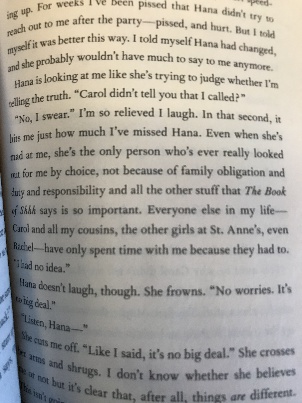 ing up. For weeks I've been pissed that Hana didn't try to
reach out to me after the party—pissed, and hurt. But I told
myself it was better this way. I told myself Hana had changed,
and she probably wouldn't have much to say to me anymore.
Hana is looking at me like she's trying to judge whether I'm
telling the truth. "Carol didn't tell you that I called?"
"No, I swear." I'm so relieved I laugh. In that second, it
hits me just how much I've missed Hana. Even when she's
mad at me, she's the only person who's ever really looked
out for me by choice, not because of family obligation and
duty and responsibility and all the other stuff that The Book
of Shhh says is so important. Everyone else in my life—
Carol and all my cousins, the other girls at St. Anne's, even
Rachel—have only spent time with me because they had to.
"I had no idea."
Hana doesn't laugh, though. She frowns. "No worries. It's
no big deal."
"Listen, Hana—"
She cuts me off. "Like I said, it's no big deal." She crosses
her arms and shrugs. I don't know whether she believes
or not but it's clear that, after all, things are different.